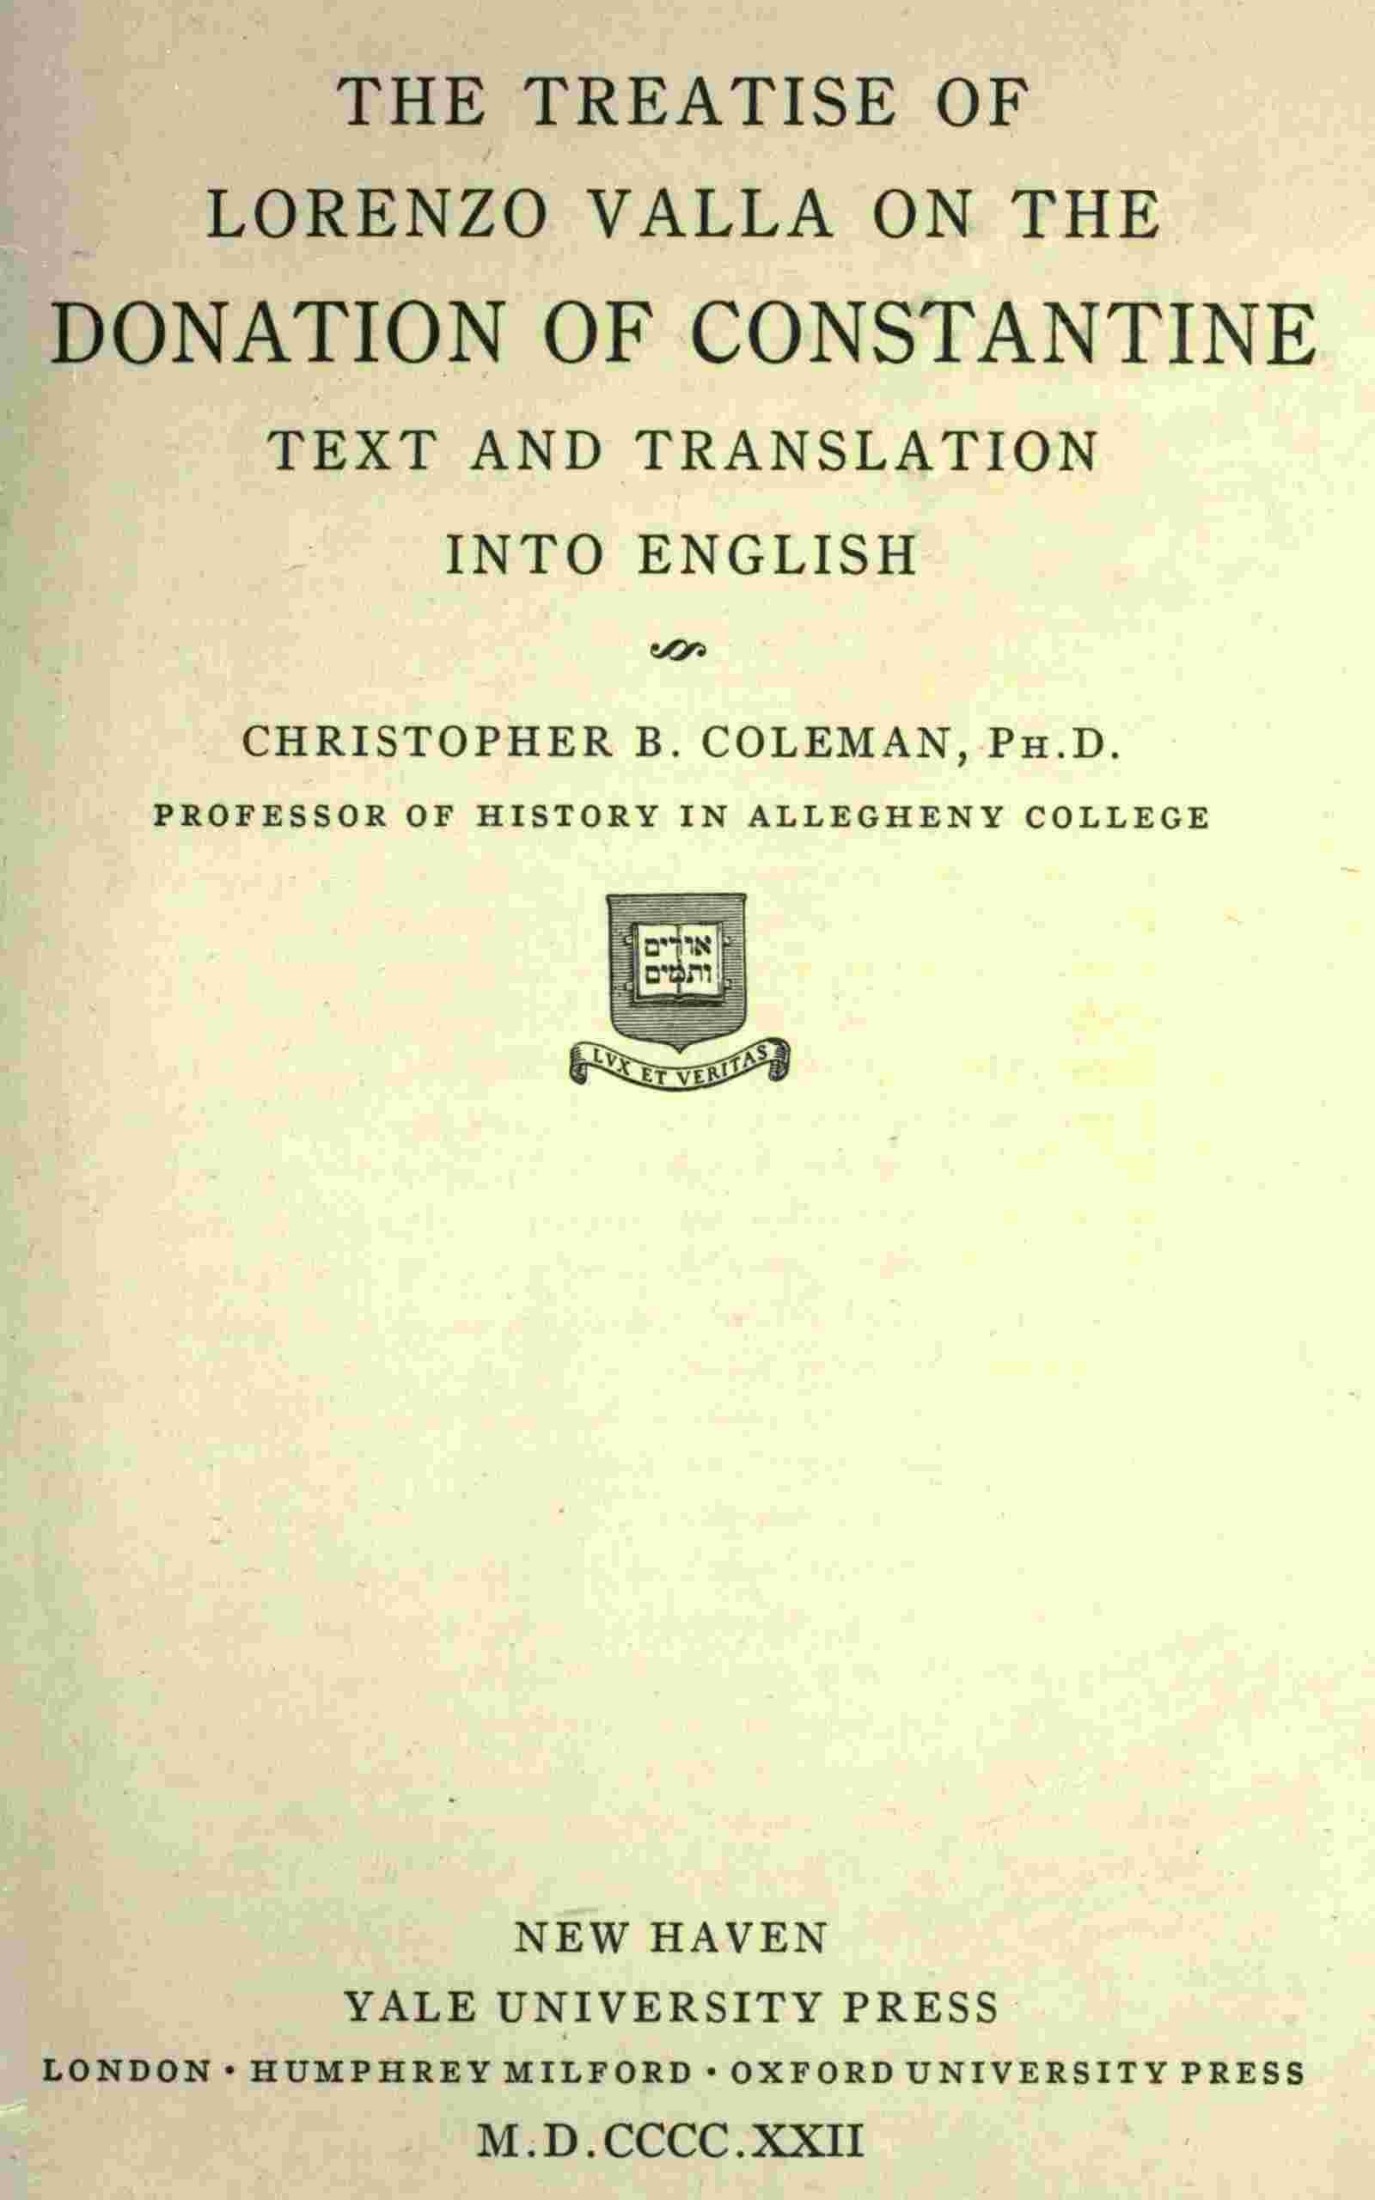 THE TREATISE OF
LORENZO VALLA ON THE
DONATION OF CONSTANTINE
TEXT AND TRANSLATION
INTO ENGLISH
CHRISTOPHER B. COLEMAN, PH.D.
PROFESSOR OF HISTORY IN ALLEGHENY COLLEGE
אורים
ותמים
LVX ET VERITAS
NEW HAVEN
YALE UNIVERSITY PRESS
LONDON · HUMPHREY MILFORD · OXFORD UNIVERSITY PRESS
M.D.CCCC.XXII